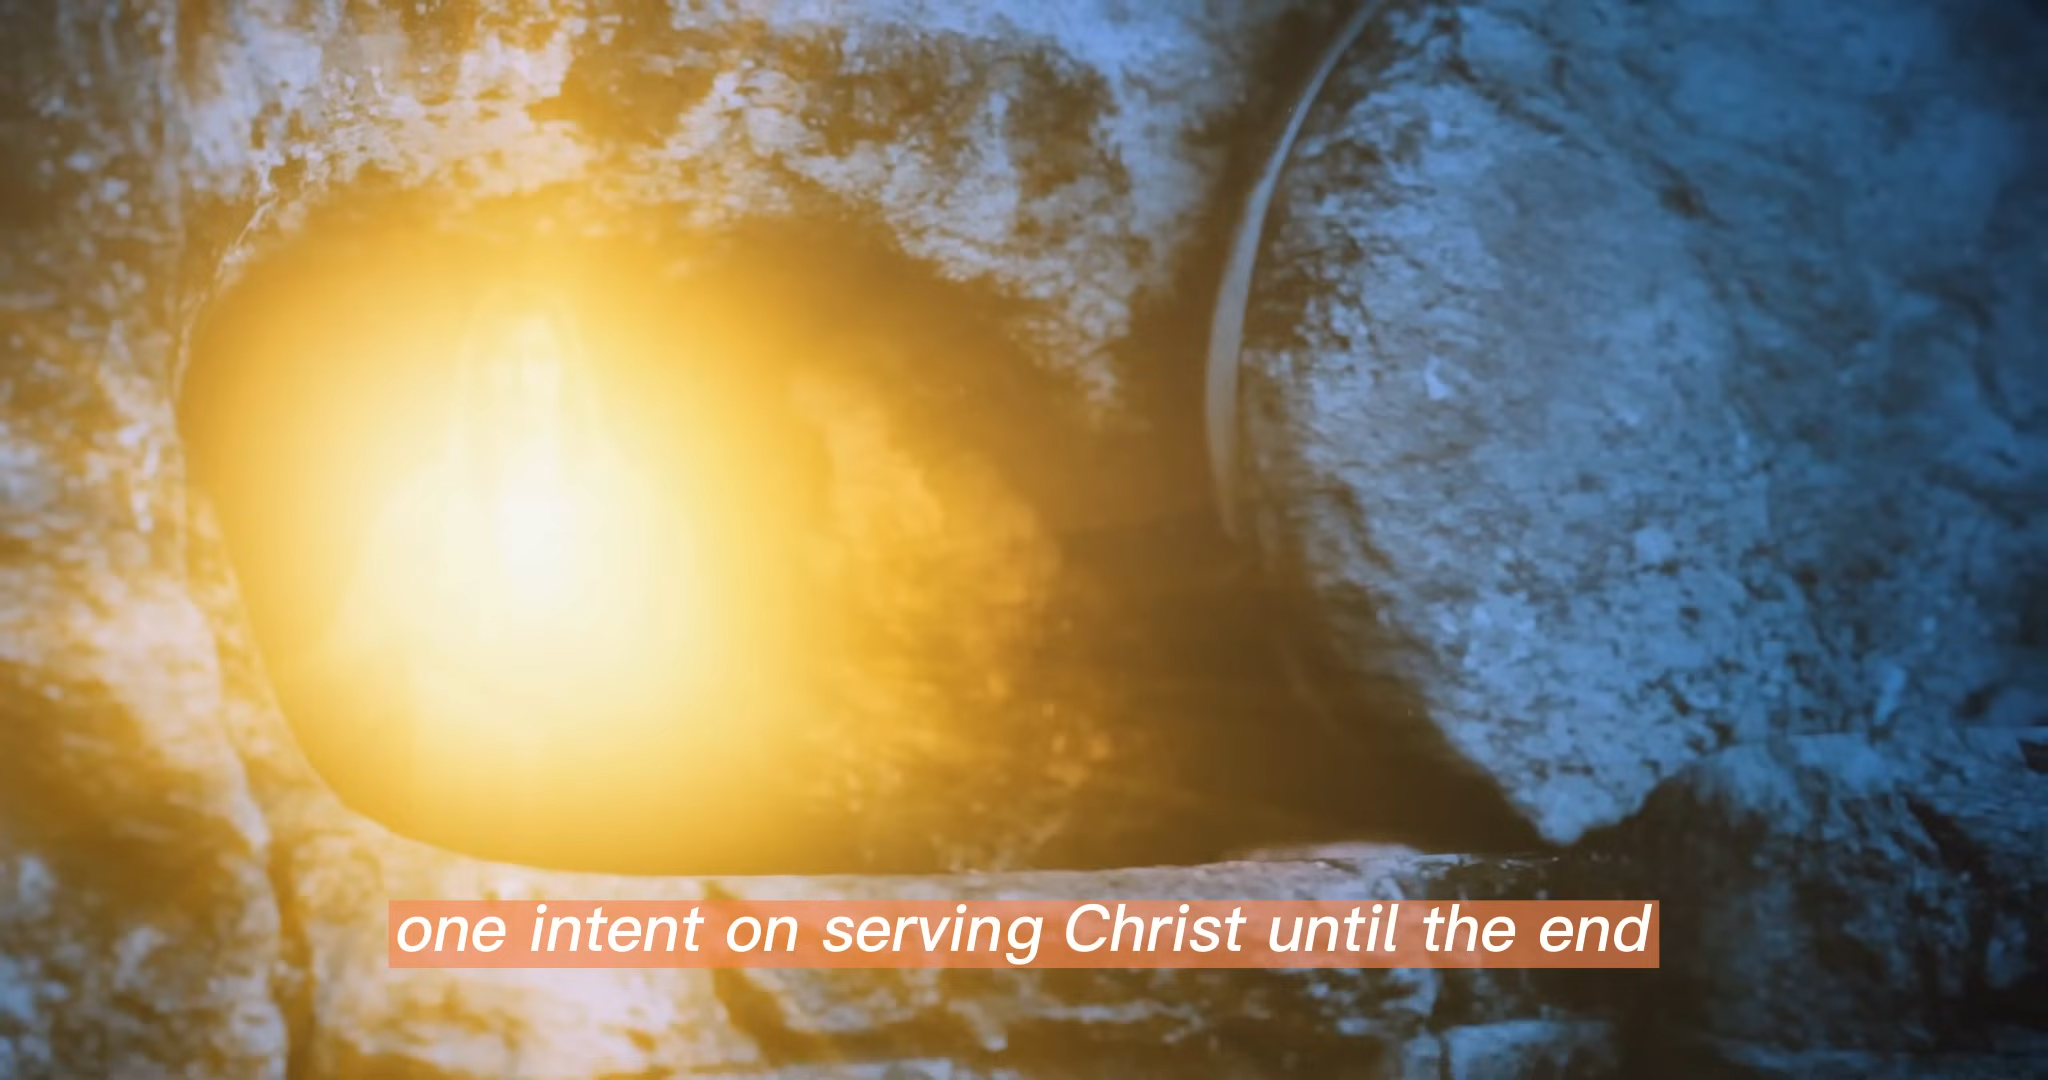 one intent on serving Christ until the end